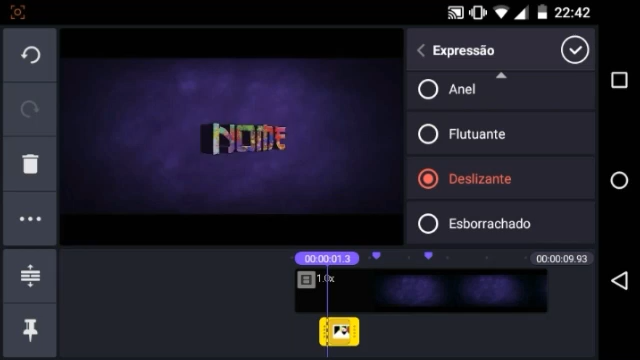 22:42
Expressão
Anel
Flutuante
NOME
Deslizante
Esborrachado
00:00:01.3
00:00:09.93
1.0x